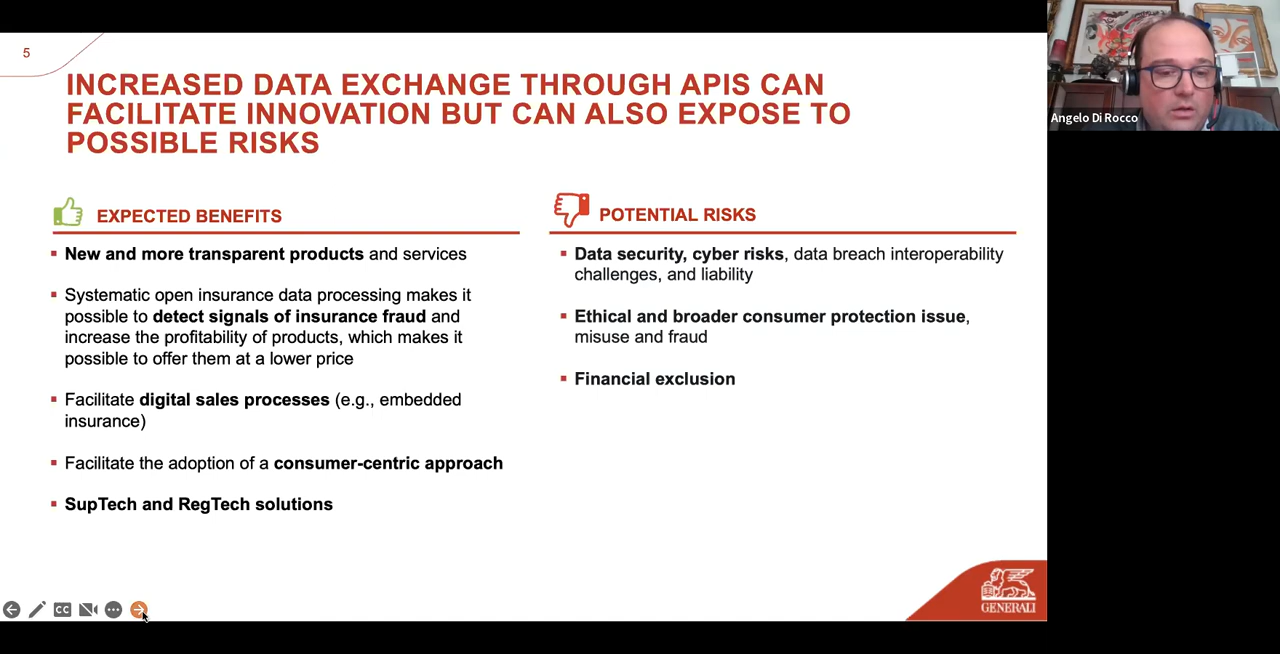 5
INCREASED DATA EXCHANGE THROUGH APIS CAN
FACILITATE INNOVATION BUT CAN ALSO EXPOSE TO
POSSIBLE RISKS
EXPECTED BENEFITS
▪ New and more transparent products and services
▪ Systematic open insurance data processing makes it
possible to detect signals of insurance fraud and
increase the profitability of products, which makes it
possible to offer them at a lower price
▪ Facilitate digital sales processes (e.g., embedded
insurance)
▪ Facilitate the adoption of a consumer-centric approach
▪ SupTech and RegTech solutions
POTENTIAL RISKS
▪ Data security, cyber risks, data breach interoperability
challenges, and liability
▪ Ethical and broader consumer protection issue,
misuse and fraud
▪ Financial exclusion
CC
GENERALI
Angelo Di Rocco